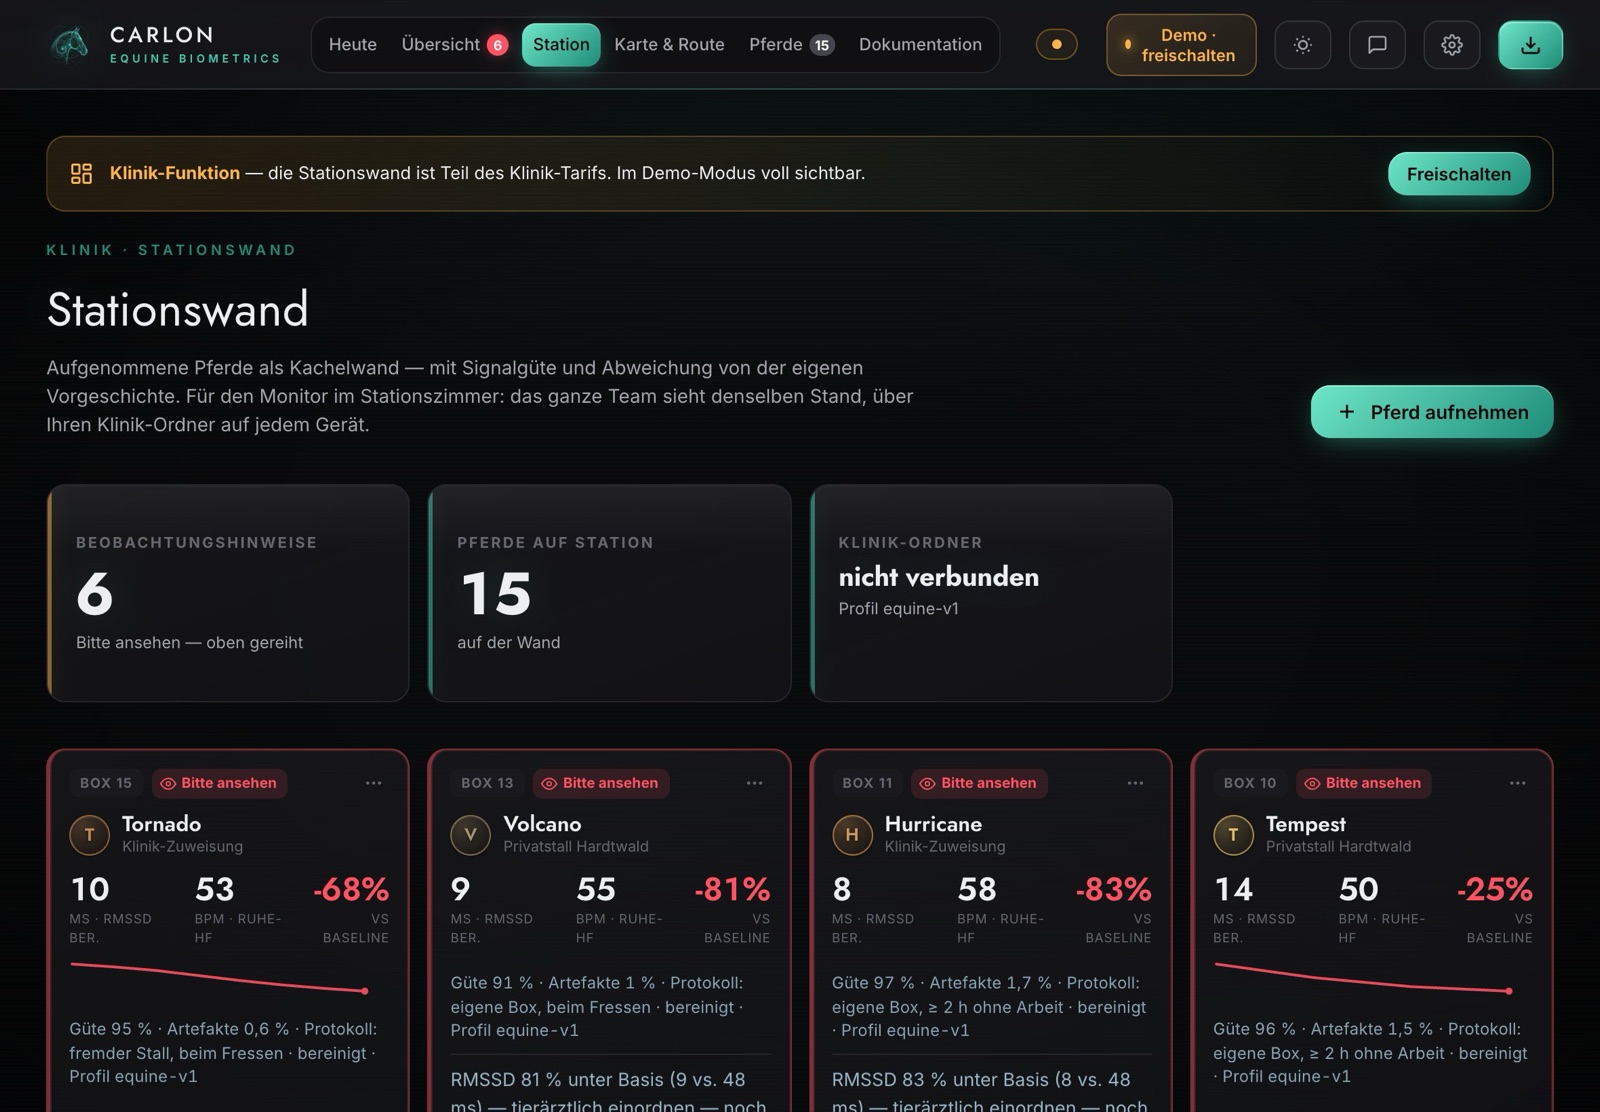 CARLON
EQUINE BIOMETRICS
Heute
Übersicht 6
Station
Karte & Route
Pferde 15
Dokumentation
Demo ·
freischalten
Klinik-Funktion — die Stationswand ist Teil des Klinik-Tarifs. Im Demo-Modus voll sichtbar.
Freischalten
KLINIK · STATIONSWAND
Stationswand
Aufgenommene Pferde als Kachelwand — mit Signalgüte und Abweichung von der eigenen
Vorgeschichte. Für den Monitor im Stationszimmer: das ganze Team sieht denselben Stand, über
Ihren Klinik-Ordner auf jedem Gerät.
+ Pferd aufnehmen
BEOBACHTUNGSHINWEISE
6
Bitte ansehen — oben gereiht
PFERDE AUF STATION
15
auf der Wand
KLINIK-ORDNER
nicht verbunden
Profil equine-v1
BOX 15 Bitte ansehen ...
T
Tornado
Klinik-Zuweisung
10 53 -68%
MS · RMSSD BPM · RUHE- VS
BER. HF BASELINE
Güte 95 % · Artefakte 0,6 % · Protokoll:
fremder Stall, beim Fressen · bereinigt ·
Profil equine-v1
BOX 13 Bitte ansehen ...
V
Volcano
Privatstall Hardtwald
9 55 -81%
MS · RMSSD BPM · RUHE- VS
BER. HF BASELINE
Güte 91 % · Artefakte 1 % · Protokoll:
eigene Box, beim Fressen · bereinigt ·
Profil equine-v1
RMSSD 81 % unter Basis (9 vs. 48
ms) — tierärztlich einordnen — noch
BOX 11 Bitte ansehen ...
H
Hurricane
Klinik-Zuweisung
8 58 -83%
MS · RMSSD BPM · RUHE- VS
BER. HF BASELINE
Güte 97 % · Artefakte 1,7 % · Protokoll:
eigene Box, ≥ 2 h ohne Arbeit · bereinigt
· Profil equine-v1
RMSSD 83 % unter Basis (8 vs. 48
ms) — tierärztlich einordnen — noch
BOX 10 Bitte ansehen ...
T
Tempest
Privatstall Hardtwald
14 50 -25%
MS · RMSSD BPM · RUHE- VS
BER. HF BASELINE
Güte 96 % · Artefakte 1,5 % · Protokoll:
eigene Box, ≥ 2 h ohne Arbeit · bereinigt
· Profil equine-v1